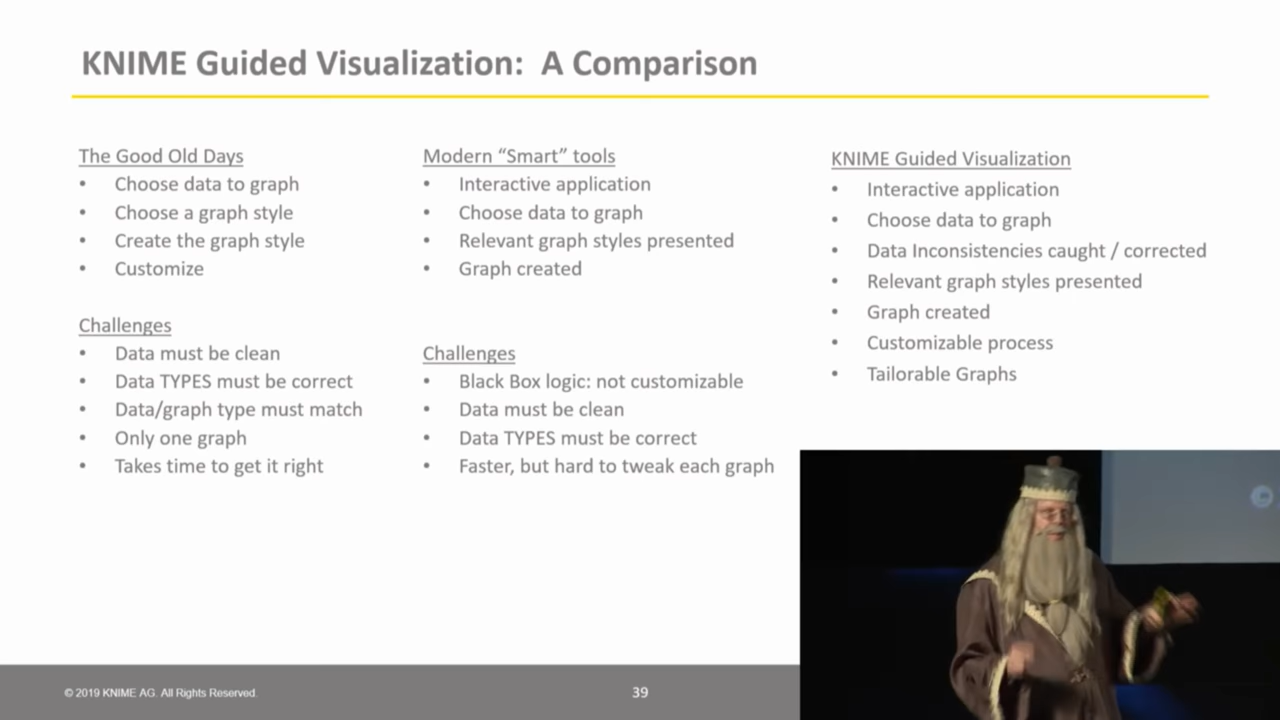 KNIME Guided Visualization: A Comparison
The Good Old Days
• Choose data to graph
• Choose a graph style
• Create the graph style
• Customize
Challenges
• Data must be clean
• Data TYPES must be correct
• Data/graph type must match
• Only one graph
• Takes time to get it right
Modern “Smart” tools
• Interactive application
• Choose data to graph
• Relevant graph styles presented
• Graph created
Challenges
• Black Box logic: not customizable
• Data must be clean
• Data TYPES must be correct
• Faster, but hard to tweak each graph
KNIME Guided Visualization
• Interactive application
• Choose data to graph
• Data Inconsistencies caught / corrected
• Relevant graph styles presented
• Graph created
• Customizable process
• Tailorable Graphs
© 2019 KNIME AG. All Rights Reserved.
39